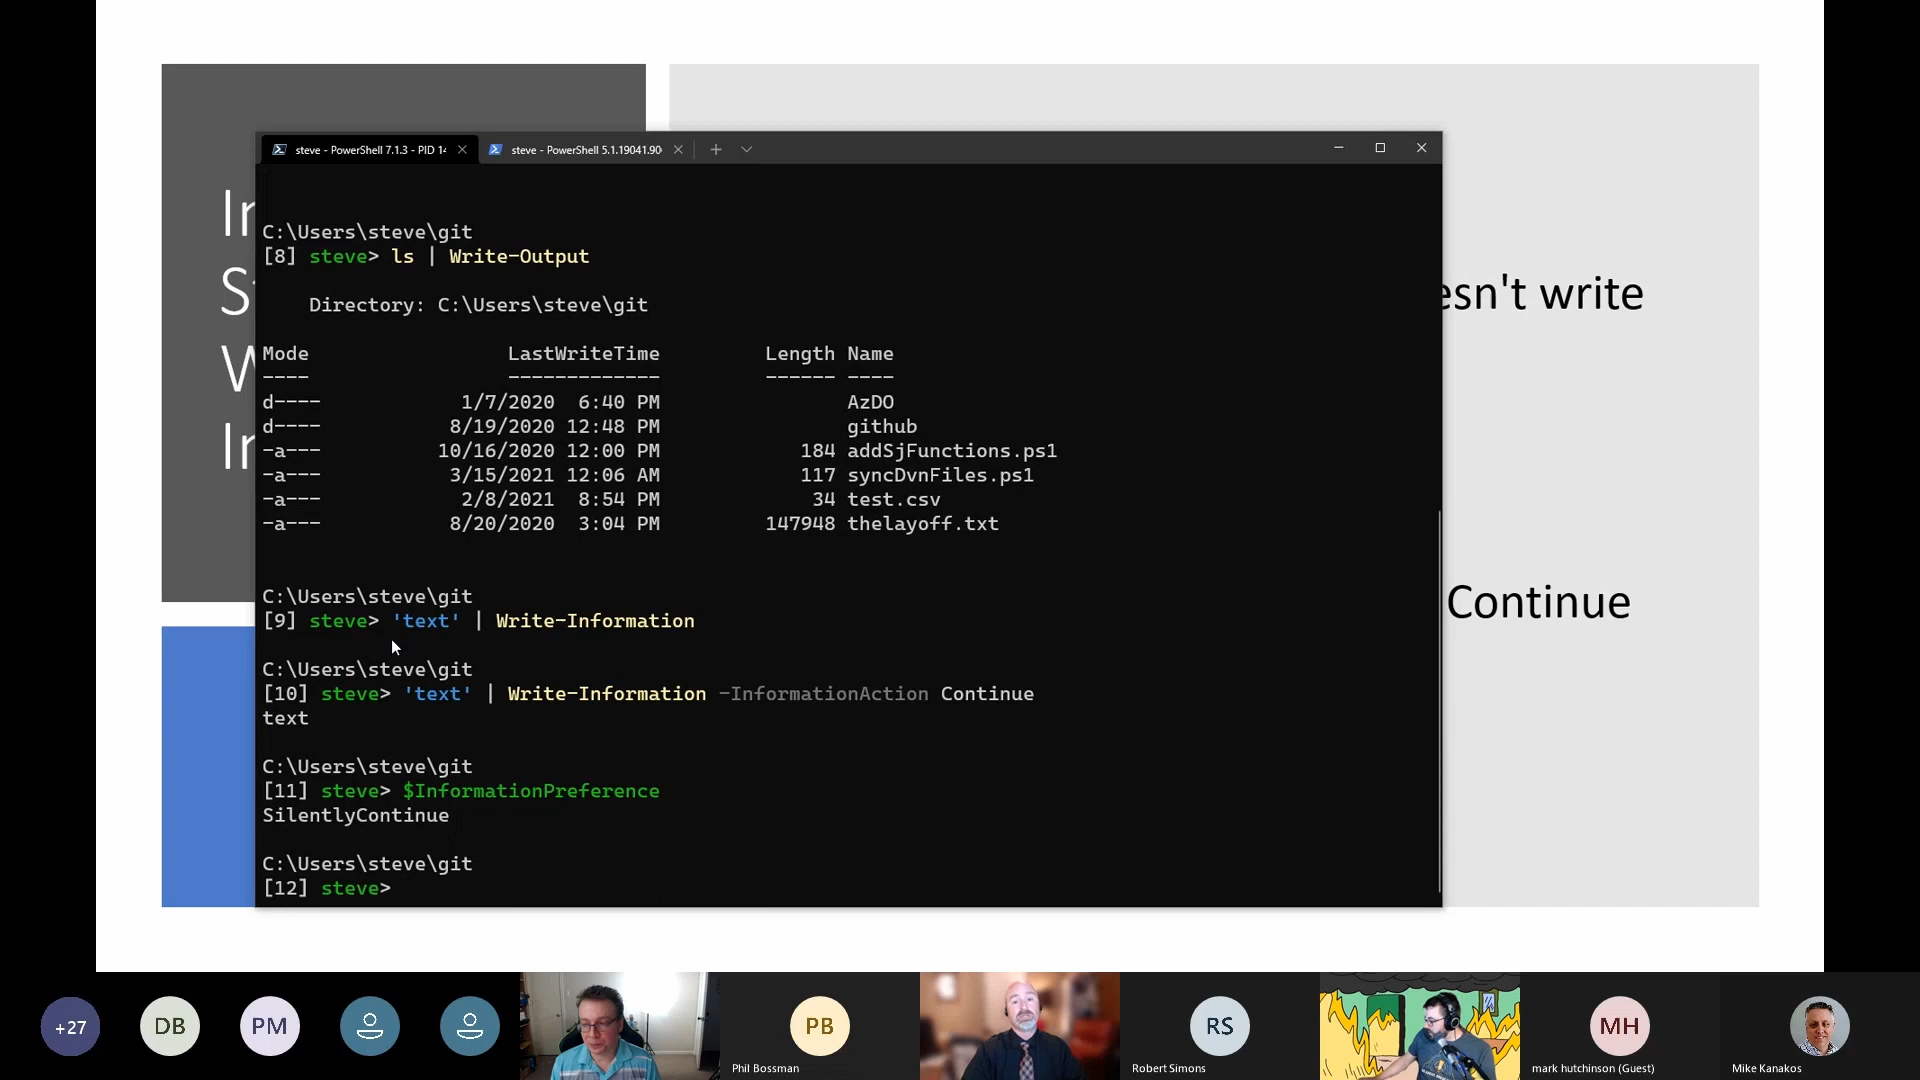 steve - PowerShell 7.1.3 - PID 14
steve - PowerShell 5.1.19041.90
In
S
esn't write
W
In
Continue
C:\Users\steve\git
[8] steve> ls | Write-Output
Directory: C:\Users\steve\git
Mode LastWriteTime Length Name
---- ------------- ------ ----
d---- 1/7/2020 6:40 PM AzDO
d---- 8/19/2020 12:48 PM github
-a--- 10/16/2020 12:00 PM 184 addSjFunctions.ps1
-a--- 3/15/2021 12:06 AM 117 syncDvnFiles.ps1
-a--- 2/8/2021 8:54 PM 34 test.csv
-a--- 8/20/2020 3:04 PM 147948 thelayoff.txt
C:\Users\steve\git
[9] steve> 'text' | Write-Information
C:\Users\steve\git
[10] steve> 'text' | Write-Information -InformationAction Continue
text
C:\Users\steve\git
[11] steve> $InformationPreference
SilentlyContinue
C:\Users\steve\git
[12] steve>
+27
DB
PM
PB
Phil Bossman
RS
Robert Simons
MH
mark hutchinson (Guest)
Mike Kanakos